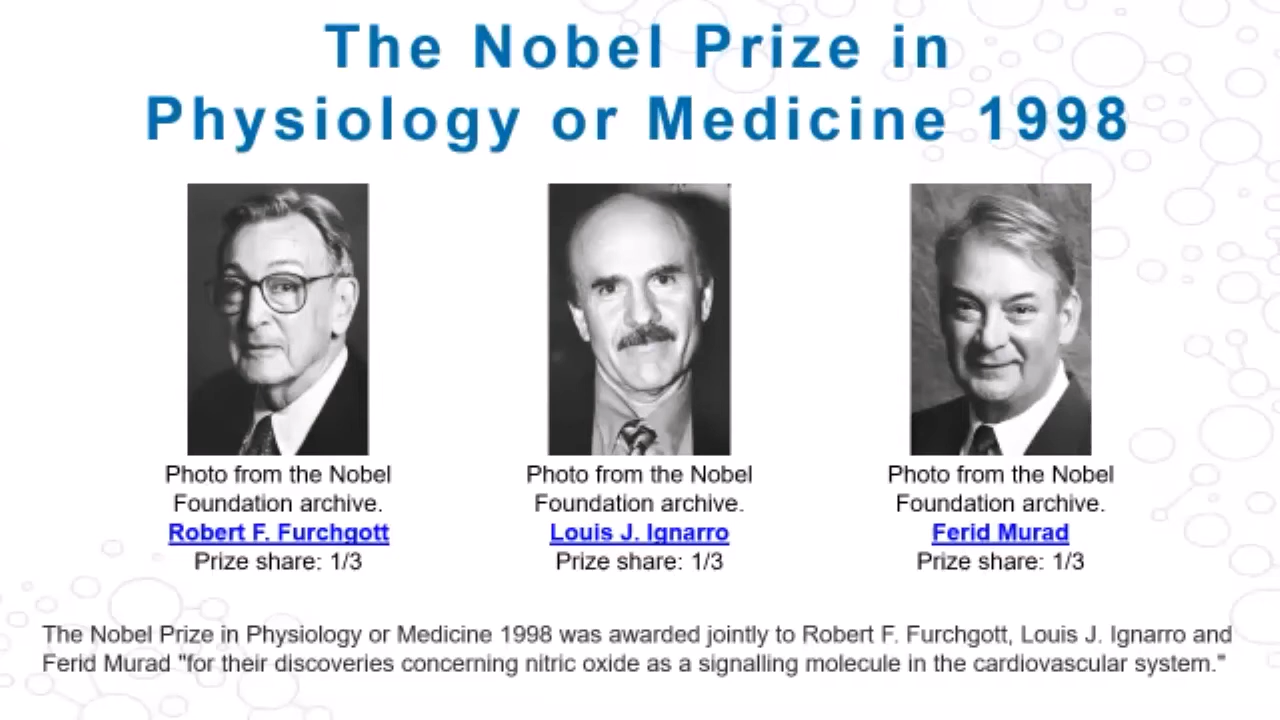 The Nobel Prize in
Physiology or Medicine 1998
Photo from the Nobel
Foundation archive.
Robert F. Furchgott
Prize share: 1/3
Photo from the Nobel
Foundation archive.
Louis J. Ignarro
Prize share: 1/3
Photo from the Nobel
Foundation archive.
Ferid Murad
Prize share: 1/3
The Nobel Prize in Physiology or Medicine 1998 was awarded jointly to Robert F. Furchgott, Louis J. Ignarro and
Ferid Murad "for their discoveries concerning nitric oxide as a signalling molecule in the cardiovascular system."